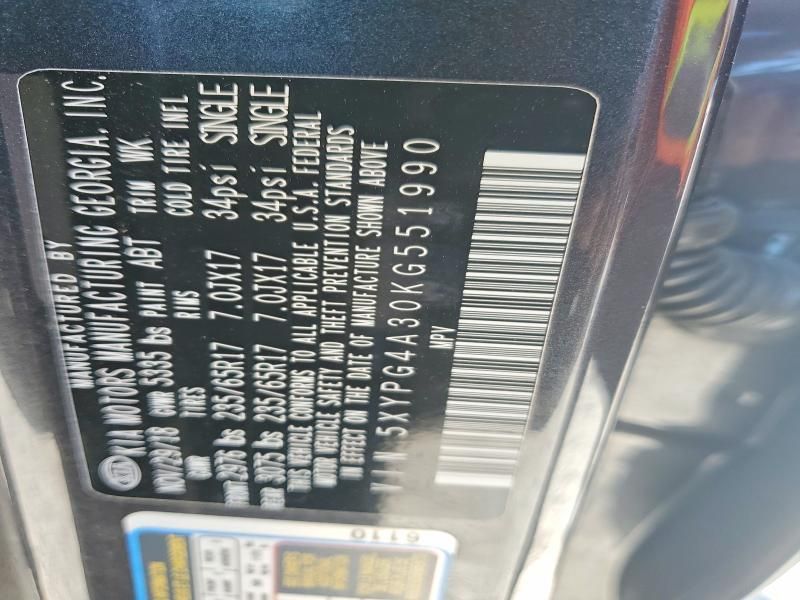 MANUFACTURED BY
KIA MOTORS MANUFACTURING GEORGIA, INC.
10/29/18 GVWR 5335 lbs PAINT ABT TRIM WK
TIRES RIMS COLD TIRE INFL
2976 lbs 235/65R17 7.0JX17 34psi SINGLE
3075 lbs 235/65R17 7.0JX17 34psi SINGLE
THIS VEHICLE CONFORMS TO ALL APPLICABLE U.S.A. FEDERAL
MOTOR VEHICLE SAFETY AND THEFT PREVENTION STANDARDS
IN EFFECT ON THE DATE OF MANUFACTURE SHOWN ABOVE
VIN 5XYPG4A30KG551990
MPV
6110